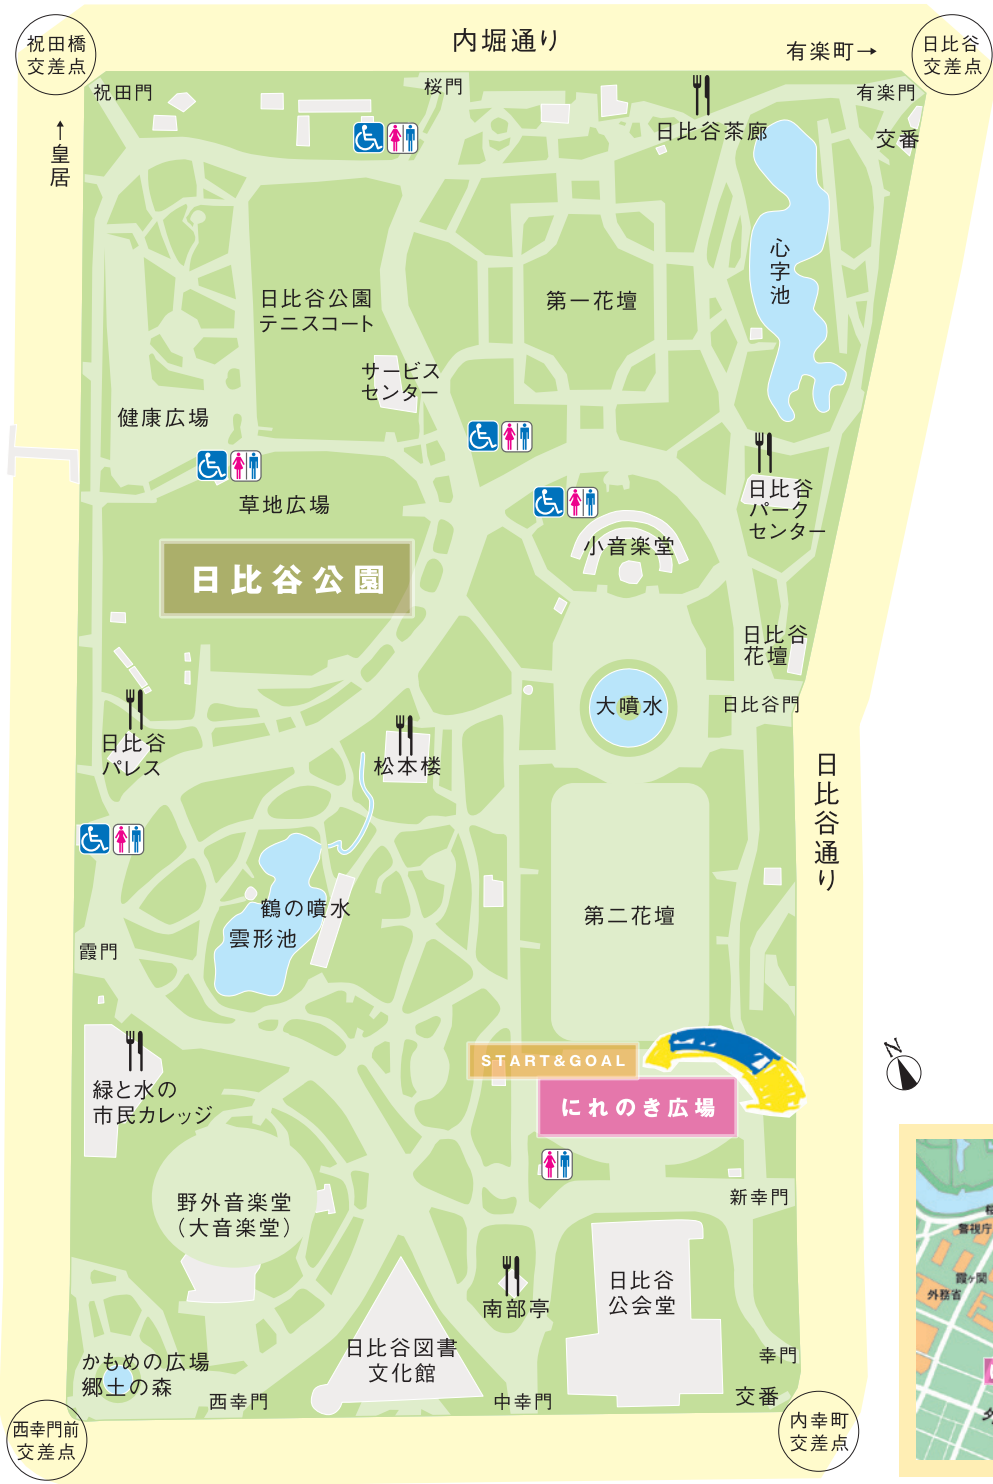 祝田橋
交差点
内堀通り
有楽町→
日比谷
交差点
祝田門
桜門
日比谷茶廊
有楽門
交番
↑皇居
心字池
日比谷公園
テニスコート
第一花壇
サービス
センター
健康広場
草地広場
日比谷
パーク
センター
小音楽堂
日比谷公園
日比谷
花壇
大噴水
日比谷門
日比谷
パレス
松本楼
日比谷通り
鶴の噴水
雲形池
第二花壇
霞門
START&GOAL
にれのき広場
N
緑と水の
市民カレッジ
野外音楽堂
(大音楽堂)
新幸門
警視庁
霞ヶ関
外務省
日比谷
公会堂
南部亭
日比谷図書
文化館
かもめの広場
郷土の森
幸門
交番
西幸門
中幸門
西幸門前
交差点
内幸町
交差点